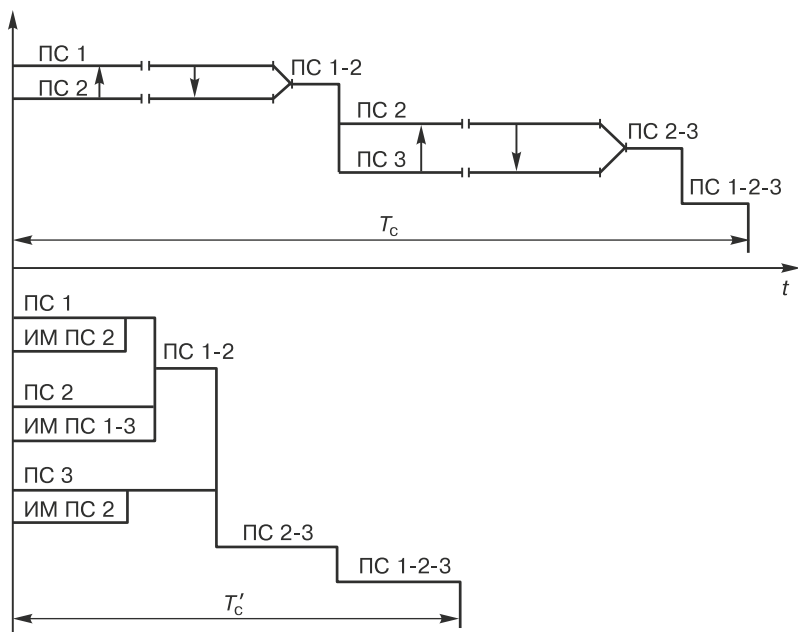 ПС 1
ПС 1-2
ПС 2
ПС 2
ПС 2-3
ПС 3
ПС 1-2-3
Tс
t
ПС 1
ИМ ПС 2
ПС 1-2
ПС 2
ИМ ПС 1-3
ПС 3
ИМ ПС 2
ПС 2-3
ПС 1-2-3
Tс′